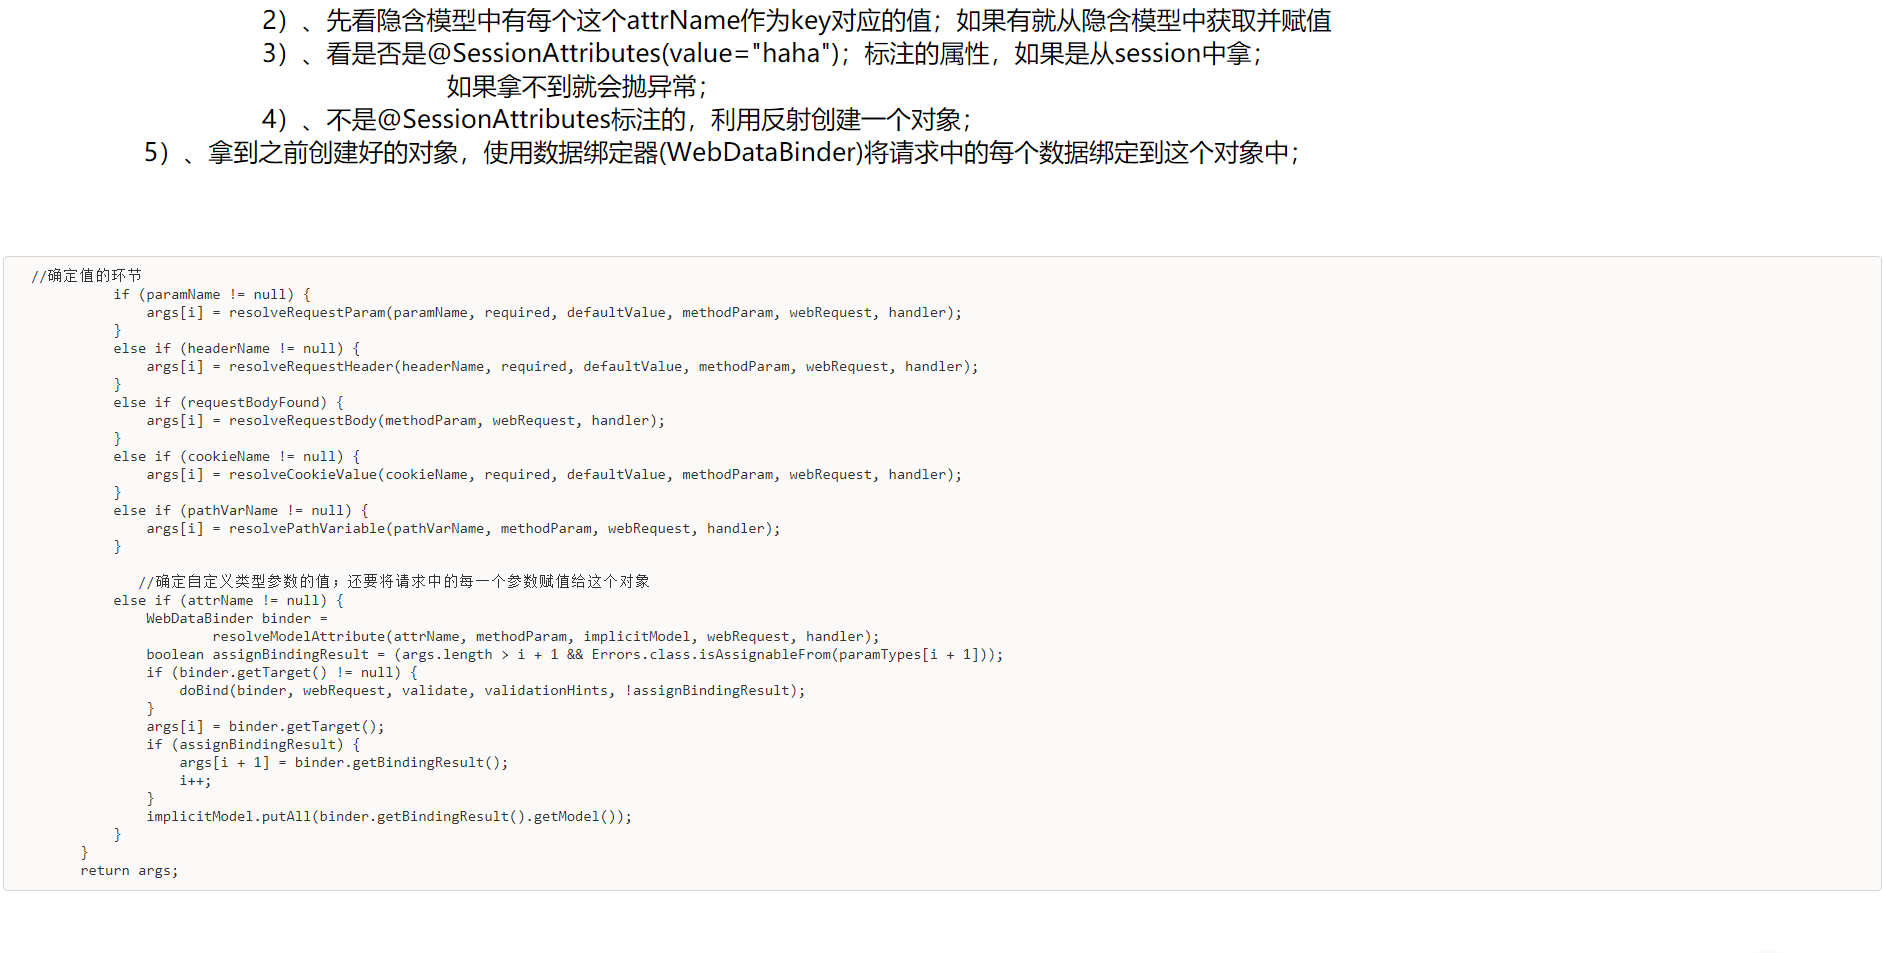 2）、先看隐含模型中有每个这个attrName作为key对应的值；如果有就从隐含模型中获取并赋值
3）、看是否是@SessionAttributes(value="haha")；标注的属性，如果是从session中拿；
如果拿不到就会抛异常；
4）、不是@SessionAttributes标注的，利用反射创建一个对象；
5）、拿到之前创建好的对象，使用数据绑定器(WebDataBinder)将请求中的每个数据绑定到这个对象中；
//确定值的环节
if (paramName != null) {
args[i] = resolveRequestParam(paramName, required, defaultValue, methodParam, webRequest, handler);
}
else if (headerName != null) {
args[i] = resolveRequestHeader(headerName, required, defaultValue, methodParam, webRequest, handler);
}
else if (requestBodyFound) {
args[i] = resolveRequestBody(methodParam, webRequest, handler);
}
else if (cookieName != null) {
args[i] = resolveCookieValue(cookieName, required, defaultValue, methodParam, webRequest, handler);
}
else if (pathVarName != null) {
args[i] = resolvePathVariable(pathVarName, methodParam, webRequest, handler);
}
//确定自定义类型参数的值；还要将请求中的每一个参数赋值给这个对象
else if (attrName != null) {
WebDataBinder binder =
resolveModelAttribute(attrName, methodParam, implicitModel, webRequest, handler);
boolean assignBindingResult = (args.length > i + 1 && Errors.class.isAssignableFrom(paramTypes[i + 1]));
if (binder.getTarget() != null) {
doBind(binder, webRequest, validate, validationHints, !assignBindingResult);
}
args[i] = binder.getTarget();
if (assignBindingResult) {
args[i + 1] = binder.getBindingResult();
i++;
}
implicitModel.putAll(binder.getBindingResult().getModel());
}
}
return args;